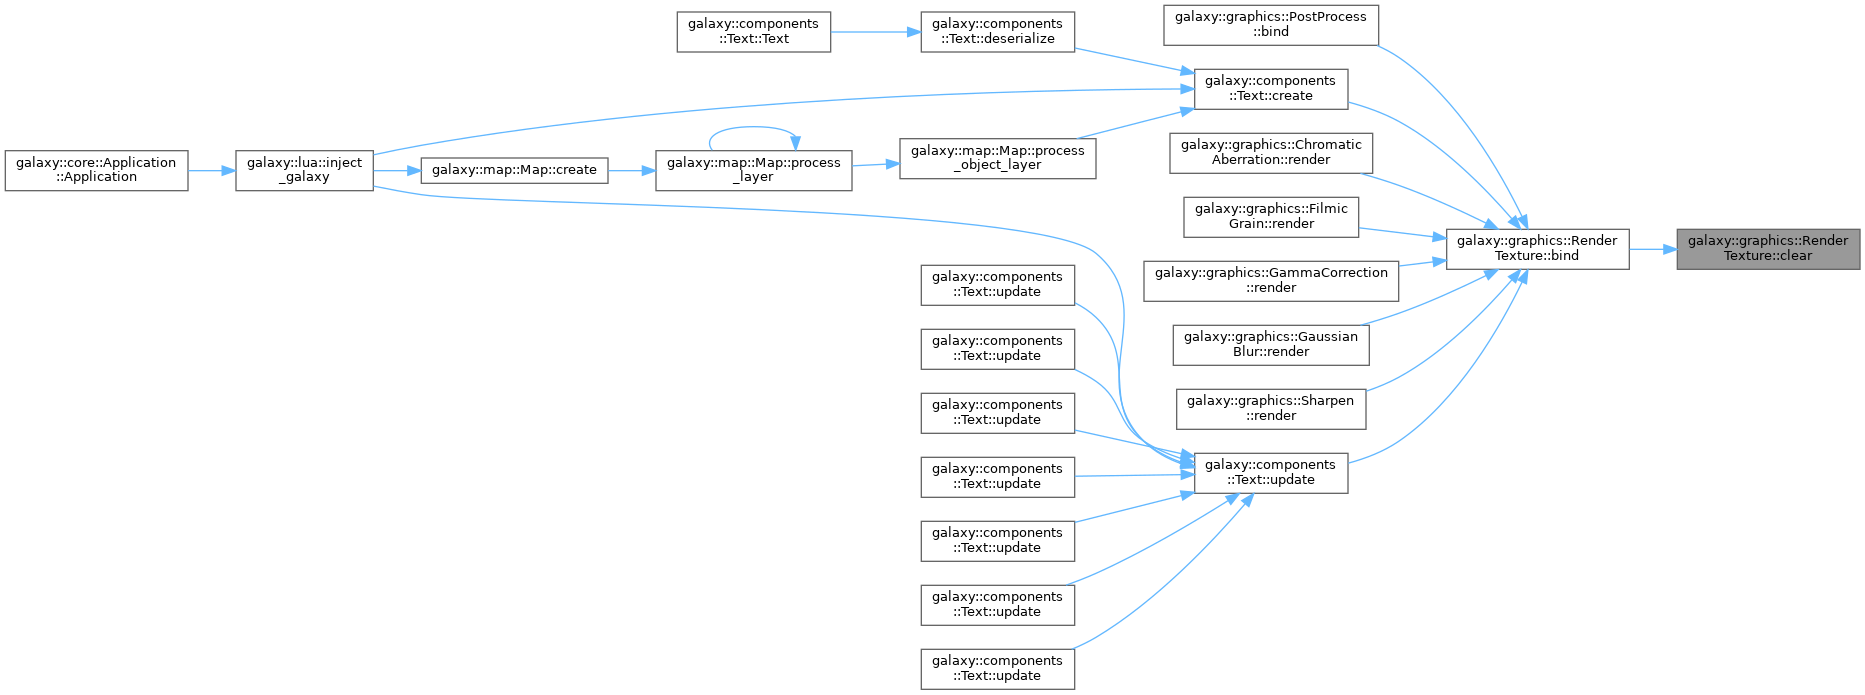 galaxy::components
::Text::Text
galaxy::components
::Text::deserialize
galaxy::graphics::PostProcess
::bind
galaxy::components
::Text::create
galaxy::graphics::Chromatic
Aberration::render
galaxy::core::Application
::Application
galaxy::lua::inject
_galaxy
galaxy::map::Map::create
galaxy::map::Map::process
_layer
galaxy::map::Map::process
_object_layer
galaxy::graphics::Filmic
Grain::render
galaxy::graphics::Render
Texture::bind
galaxy::graphics::Render
Texture::clear
galaxy::components
::Text::update
galaxy::graphics::GammaCorrection
::render
galaxy::components
::Text::update
galaxy::graphics::Gaussian
Blur::render
galaxy::components
::Text::update
galaxy::graphics::Sharpen
::render
galaxy::components
::Text::update
galaxy::components
::Text::update
galaxy::components
::Text::update
galaxy::components
::Text::update
galaxy::components
::Text::update